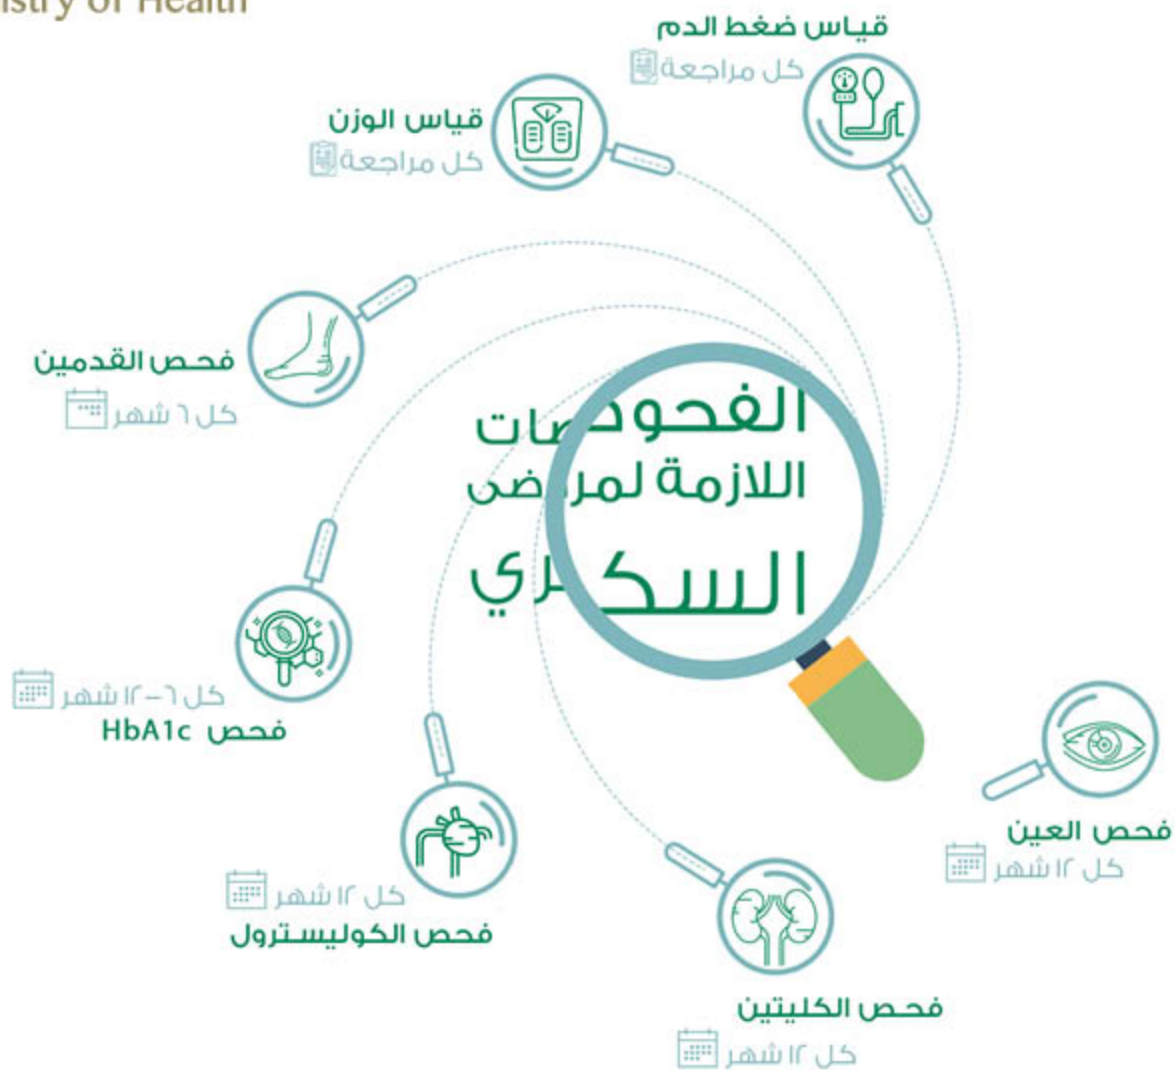 Ministry of Health
قياس ضغط الدم
كل مراجعة
قياس الوزن
كل مراجعة
فحص القدمين
كل ٦ شهر
كل ٦-١٢ شهر
فحص HbA1c
كل ١٢ شهر
فحص الكوليسترول
فحص الكليتين
كل ١٢ شهر
فحص العين
كل ١٢ شهر
الفحوصات
اللازمة لمرضى
السكري